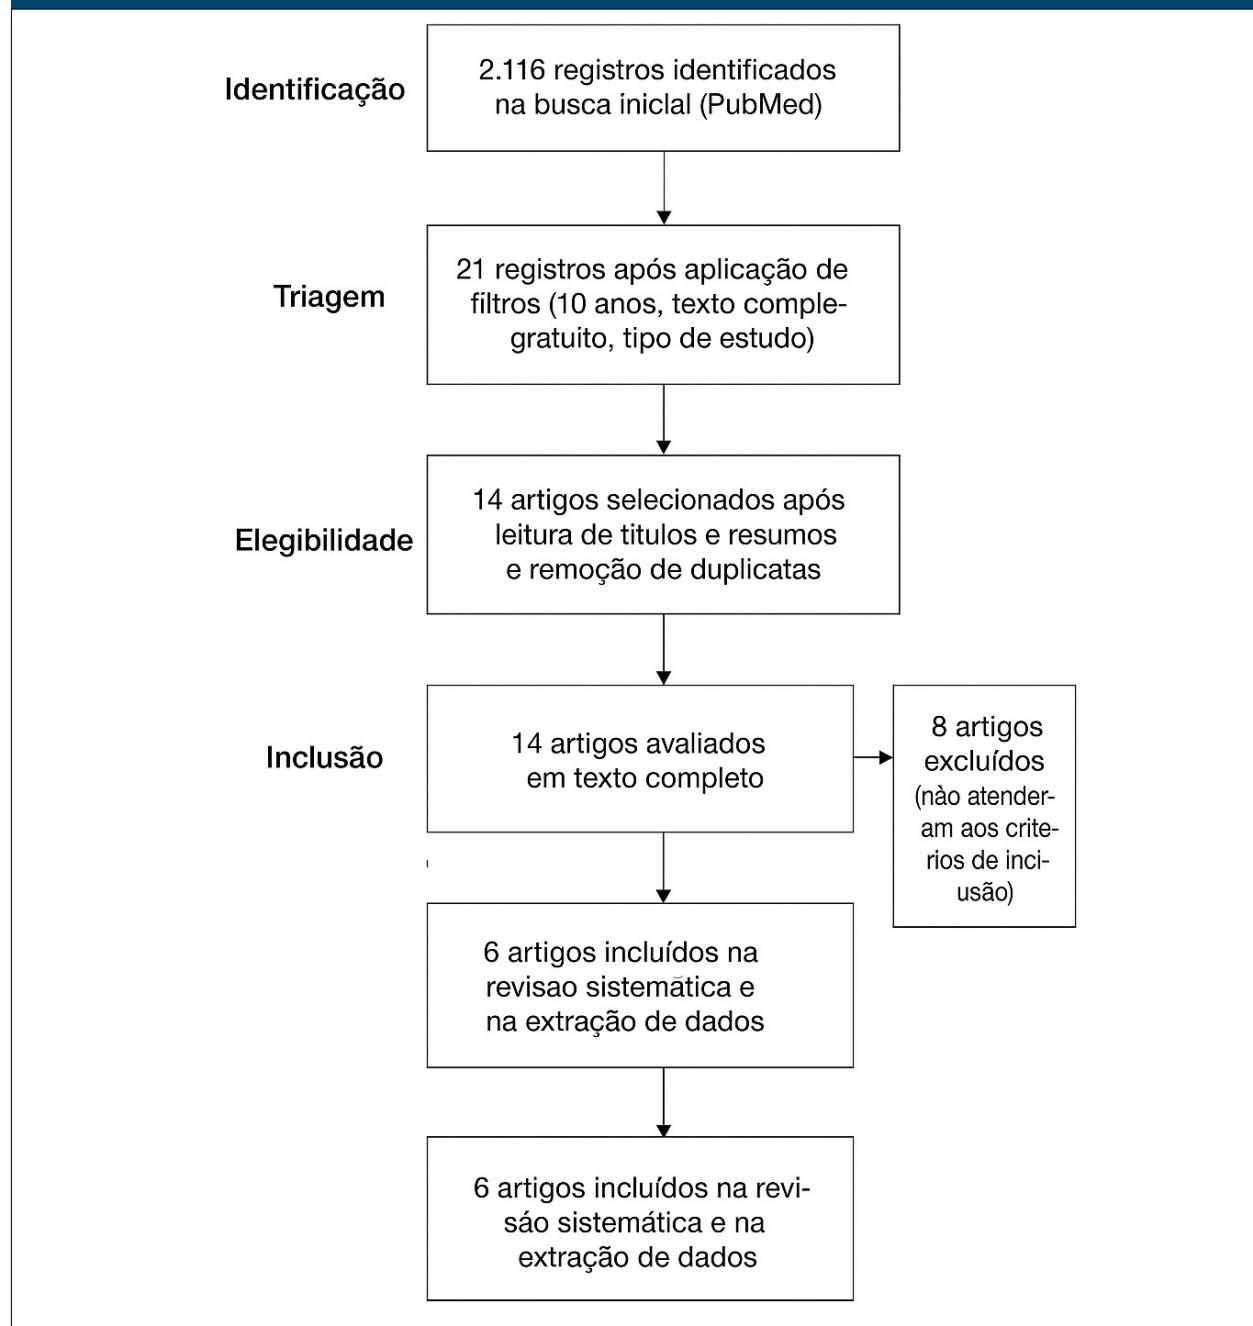 Identificação
2.116 registros identificados
na busca iniclal (PubMed)
Triagem
21 registros após aplicação de
filtros (10 anos, texto comple-
gratuito, tipo de estudo)
Elegibilidade
14 artigos selecionados após
leitura de titulos e resumos
e remoção de duplicatas
Inclusão
14 artigos avaliados
em texto completo
8 artigos
excluídos
(nào atender-
am aos crite-
rios de inci-
usão)
6 artigos incluídos na
revisao sistemãtica e
na extração de dados
6 artigos incluídos na revi-
sáo sistemática e na
extração de dados